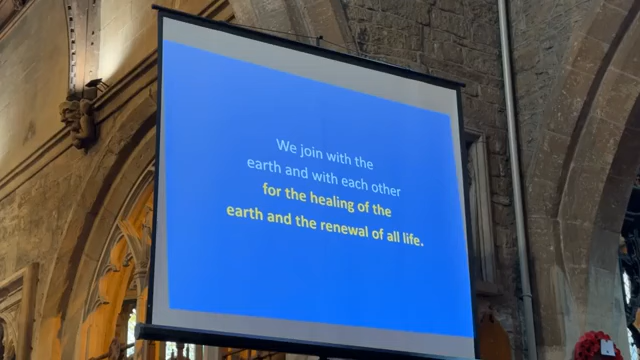 We join with the
earth and with each other
for the healing of the
earth and the renewal of all life.